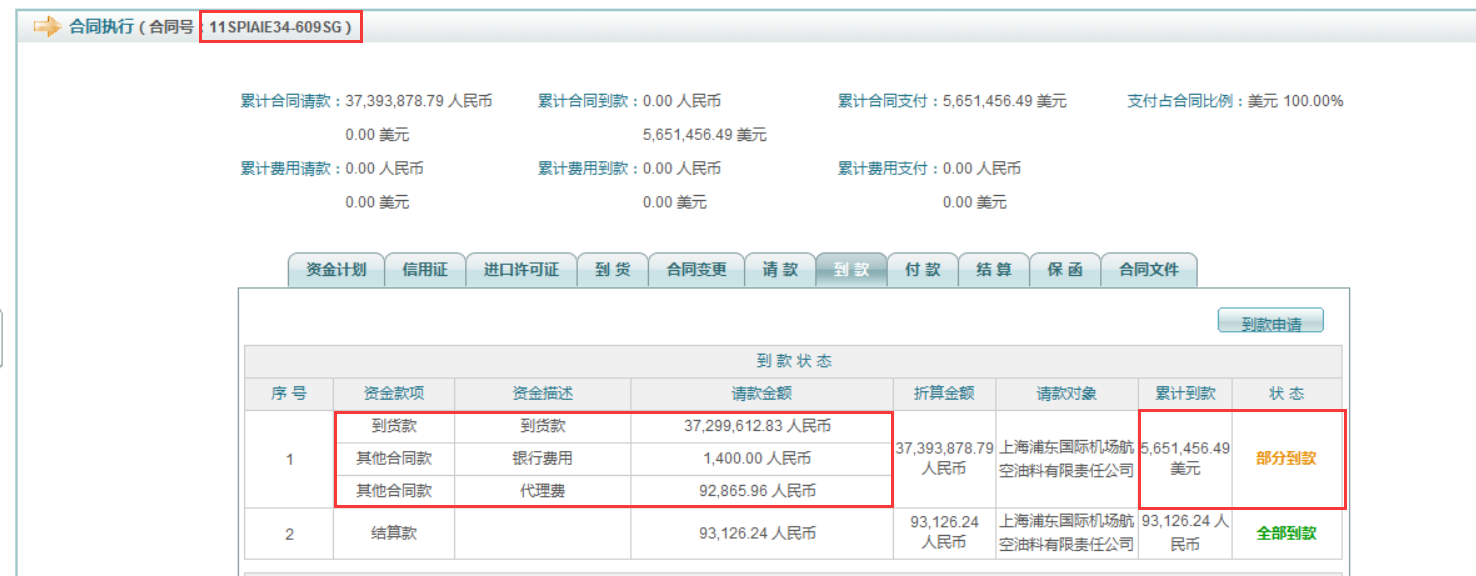 合同执行 ( 合同号 : 11SPIAIE34-609SG )
累计合同请款 : 37,393,878.79 人民币 累计合同到款 : 0.00 人民币 累计合同支付 : 5,651,456.49 美元 支付占合同比例 : 美元 100.00%
0.00 美元 5,651,456.49 美元
累计费用请款 : 0.00 人民币 累计费用到款 : 0.00 人民币 累计费用支付 : 0.00 人民币
0.00 美元 0.00 美元 0.00 美元
资金计划 信用证 进口许可证 到 货 合同变更 请 款 到 款 付 款 结 算 保 函 合同文件
到款申请
到 款 状 态
序 号 资金款项 资金描述 请款金额 折算金额 请款对象 累计到款 状 态
1
到货款 到货款 37,299,612.83 人民币
其他合同款 银行费用 1,400.00 人民币
其他合同款 代理费 92,865.96 人民币
37,393,878.79
人民币
上海浦东国际机场航
空油料有限责任公司
5,651,456.49
美元
部分到款
2 结算款 93,126.24 人民币
93,126.24
人民币
上海浦东国际机场航
空油料有限责任公司
93,126.24 人
民币
全部到款